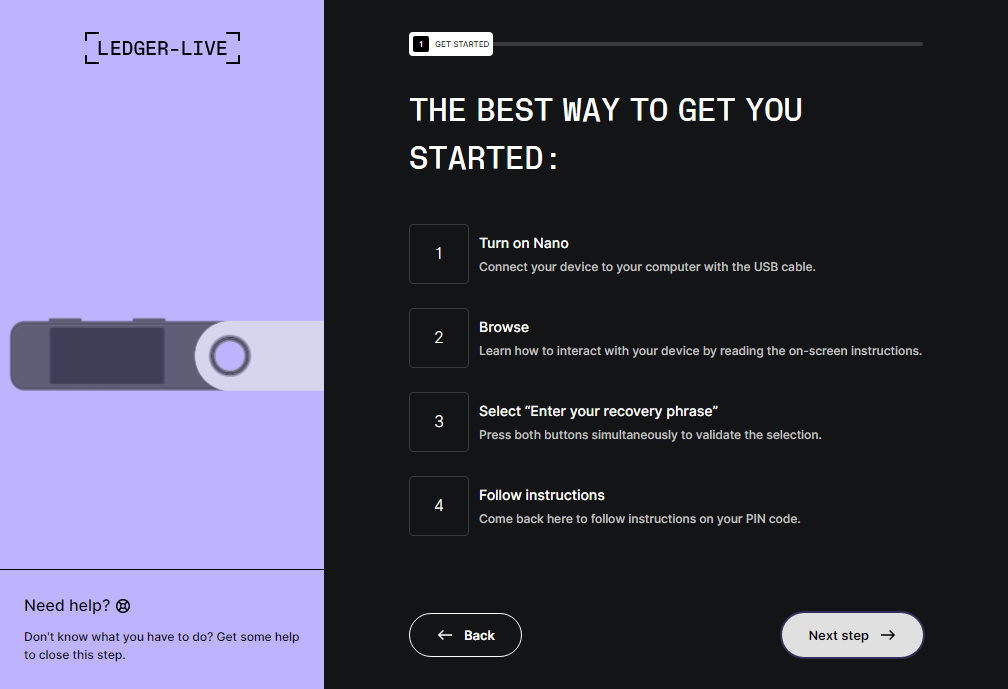 LEDGER-LIVE
1 GET STARTED
THE BEST WAY TO GET YOU
STARTED:
1
Turn on Nano
Connect your device to your computer with the USB cable.
2
Browse
Learn how to interact with your device by reading the on-screen instructions.
3
Select “Enter your recovery phrase”
Press both buttons simultaneously to validate the selection.
4
Follow instructions
Come back here to follow instructions on your PIN code.
Need help?
Don't know what you have to do? Get some help
to close this step.
Back
Next step